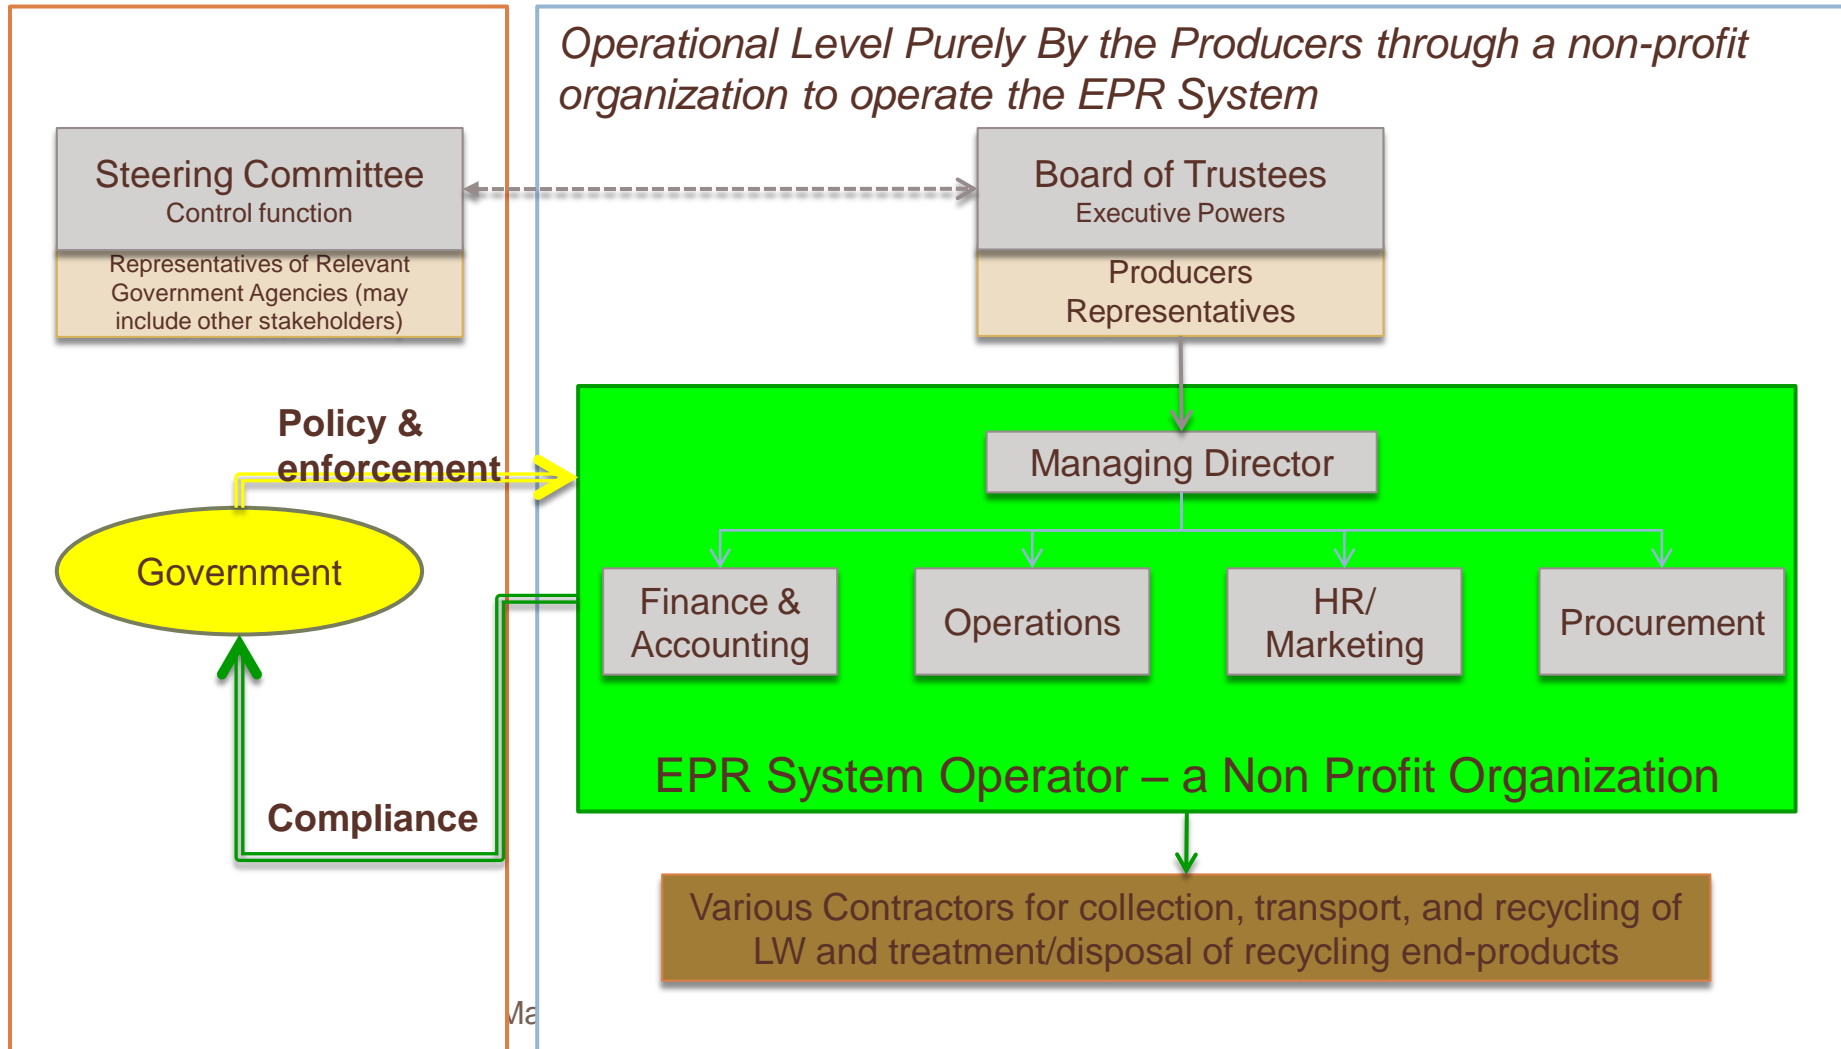 Operational Level Purely By the Producers through a non-profit
organization to operate the EPR System
Steering Committee
Control function
Representatives of Relevant
Government Agencies (may
include other stakeholders)
Board of Trustees
Executive Powers
Producers
Representatives
Policy &
enforcement
Government
Compliance
Managing Director
Finance &
Accounting
Operations
HR/
Marketing
Procurement
EPR System Operator – a Non Profit Organization
Various Contractors for collection, transport, and recycling of
LW and treatment/disposal of recycling end-products